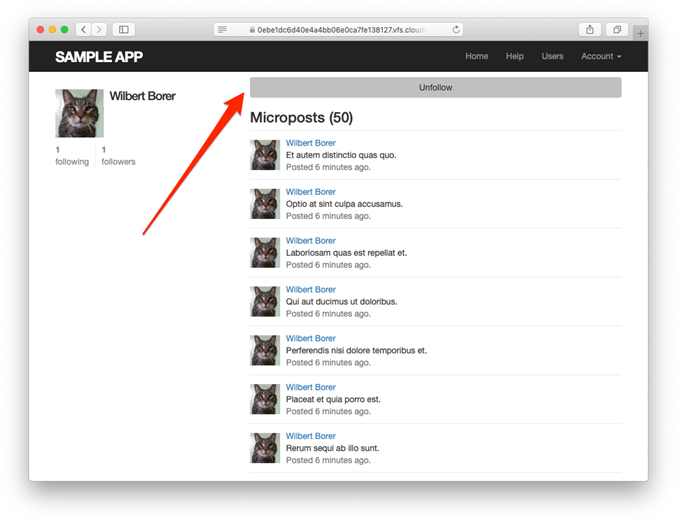 0ebe1dc6d40e4a4bb06e0ca7fe138127.vfs.cloud
SAMPLE APP
Home Help Users Account
Wilbert Borer
1 following
1 followers
Unfollow
Microposts (50)
Wilbert Borer
Et autem distinctio quas quo.
Posted 6 minutes ago.
Wilbert Borer
Optio at sint culpa accusamus.
Posted 6 minutes ago.
Wilbert Borer
Laboriosam quas est repellat et.
Posted 6 minutes ago.
Wilbert Borer
Qui aut ducimus ut doloribus.
Posted 6 minutes ago.
Wilbert Borer
Perferendis nisi dolore temporibus et.
Posted 6 minutes ago.
Wilbert Borer
Placeat et quia porro est.
Posted 6 minutes ago.
Wilbert Borer
Rerum sequi ab illo sunt.
Posted 6 minutes ago.